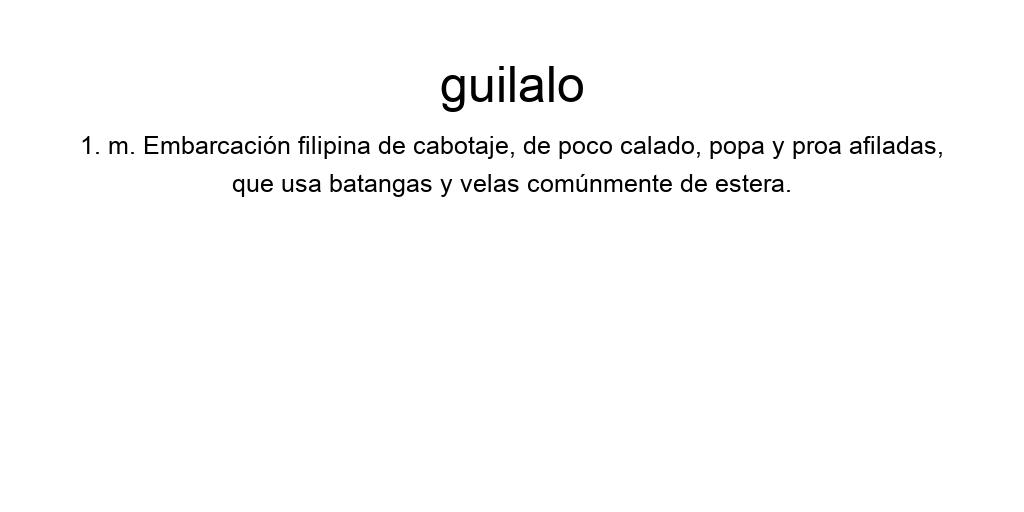 guilalo
1. m. Embarcación filipina de cabotaje, de poco calado, popa y proa afiladas,
que usa batangas y velas comúnmente de estera.